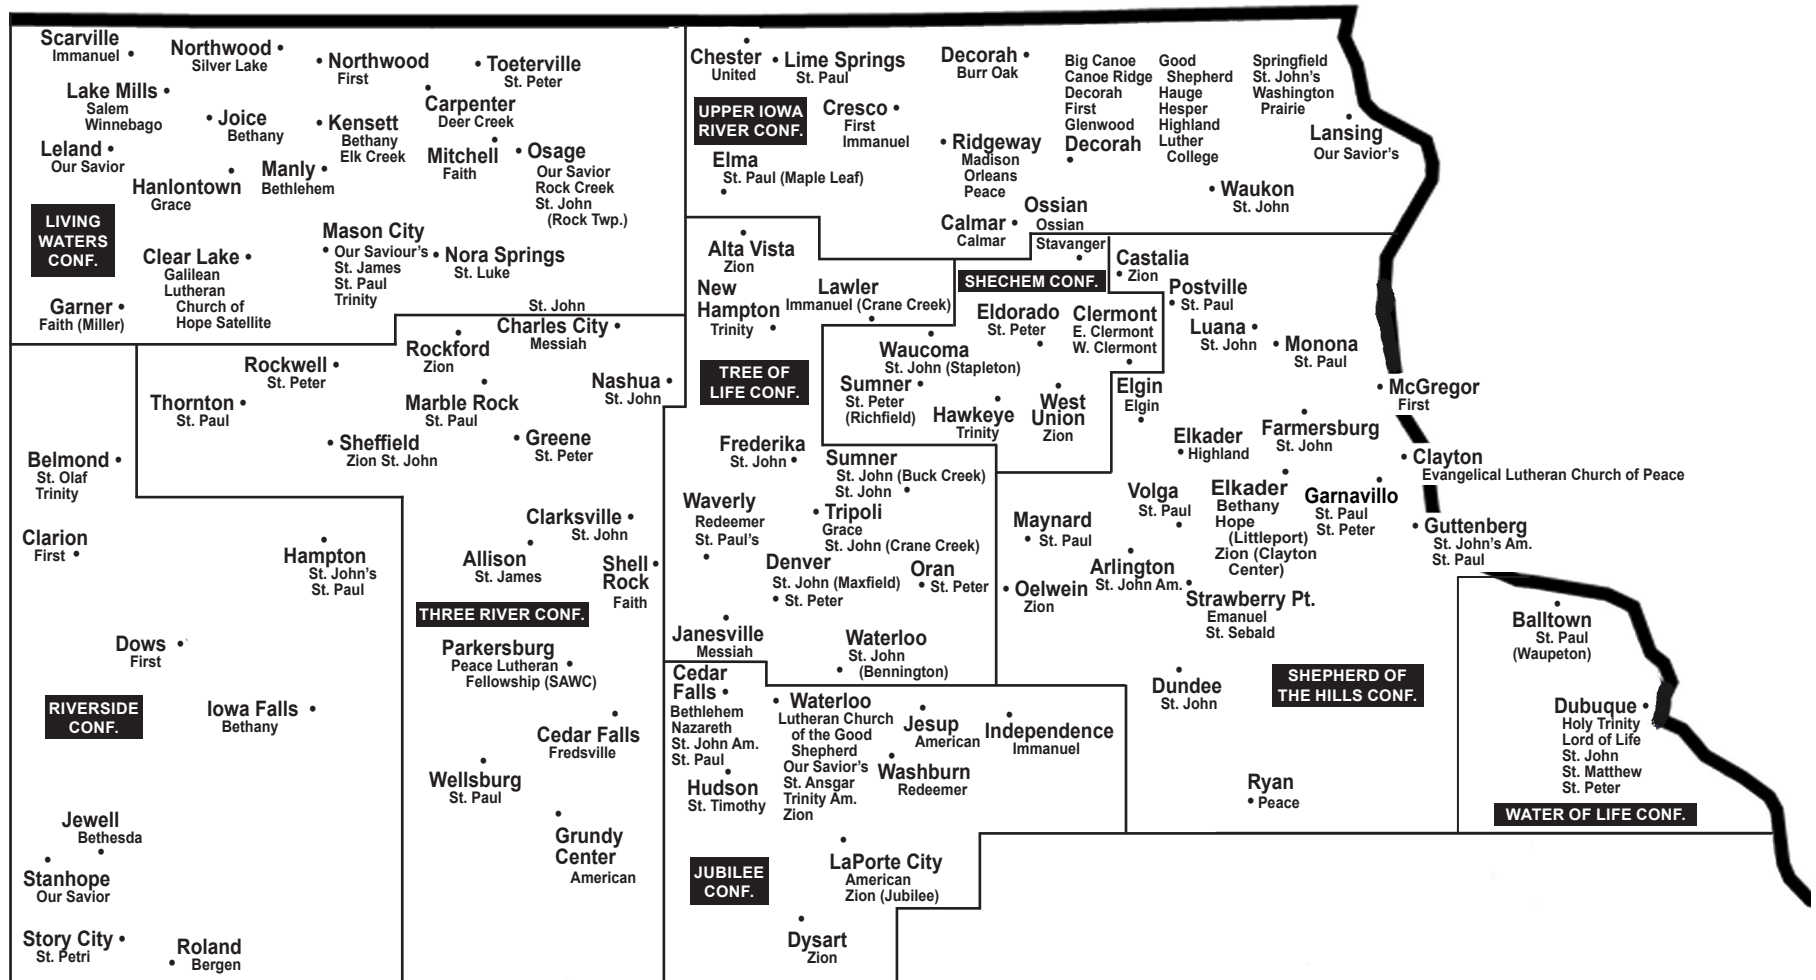 Scarville
Immanuel
Northwood
Silver Lake
Northwood
First
Toeterville
St. Peter
Lake Mills
Salem
Winnebago
Joice
Bethany
Kensett
Bethany
Elk Creek
Carpenter
Deer Creek
Leland
Our Savior
Hanlontown
Grace
Manly
Bethlehem
Mitchell
Faith
Osage
Our Savior
Rock Creek
St. John
(Rock Twp.)
LIVING
WATERS
CONF.
Clear Lake
Galilean
Lutheran
Church of
Hope Satellite
Mason City
Our Saviour's
St. James
St. Paul
Trinity
Nora Springs
St. Luke
Garner
Faith (Miller)
St. John
Charles City
Messiah
Chester
United
Lime Springs
St. Paul
Decorah
Burr Oak
UPPER IOWA
RIVER CONF.
Cresco
First
Immanuel
Elma
St. Paul (Maple Leaf)
Ridgeway
Madison
Orleans
Peace
Big Canoe
Canoe Ridge
Decorah
First
Glenwood
Decorah
Good
Shepherd
Hauge
Hesper
Highland
Luther
College
Springfield
St. John's
Washington
Prairie
Lansing
Our Savior's
Waukon
St. John
Calmar
Calmar
Ossian
Ossian
Stavanger
Alta Vista
Zion
New
Hampton
Trinity
Lawler
Immanuel (Crane Creek)
SHECHEM CONF.
Castalia
Zion
Postville
St. Paul
Eldorado
St. Peter
Clermont
E. Clermont
W. Clermont
Luana
St. John
Monona
St. Paul
Waucoma
St. John (Stapleton)
Sumner
St. Peter
(Richfield)
Hawkeye
Trinity
West
Union
Zion
Elgin
Elgin
McGregor
First
TREE OF
LIFE CONF.
Rockwell
St. Peter
Rockford
Zion
Nashua
St. John
Thornton
St. Paul
Marble Rock
St. Paul
Sheffield
Zion St. John
Greene
St. Peter
Belmond
St. Olaf
Trinity
Clarion
First
Hampton
St. John's
St. Paul
Clarksville
St. John
Allison
St. James
Shell
Rock
Faith
THREE RIVER CONF.
Parkersburg
Peace Lutheran
Fellowship (SAWC)
Cedar Falls
Fredsville
Wellsburg
St. Paul
Grundy
Center
American
Dows
First
RIVERSIDE
CONF.
Iowa Falls
Bethany
Jewell
Bethesda
Stanhope
Our Savior
Story City
St. Petri
Roland
Bergen
Frederika
St. John
Sumner
St. John (Buck Creek)
St. John
Waverly
Redeemer
St. Paul's
Tripoli
Grace
St. John (Crane Creek)
Denver
St. John (Maxfield)
St. Peter
Oran
St. Peter
Janesville
Messiah
Waterloo
St. John
(Bennington)
Cedar
Falls
Bethlehem
Nazareth
St. John Am.
St. Paul
Hudson
St. Timothy
Waterloo
Lutheran Church
of the Good
Shepherd
Our Savior's
St. Ansgar
Trinity Am.
Zion
Jesup
American
Independence
Immanuel
Washburn
Redeemer
JUBILEE
CONF.
LaPorte City
American
Zion (Jubilee)
Dysart
Zion
Elkader
Highland
Farmersburg
St. John
Clayton
Evangelical Lutheran Church of Peace
Volga
St. Paul
Elkader
Bethany
Hope
(Littleport)
Zion (Clayton
Center)
Garnavillo
St. Paul
St. Peter
Guttenberg
St. John's Am.
St. Paul
Maynard
St. Paul
Arlington
St. John Am.
Oelwein
Zion
Strawberry Pt.
Emanuel
St. Sebald
Dundee
St. John
SHEPHERD OF
THE HILLS CONF.
Ryan
Peace
Balltown
St. Paul
(Waupeton)
Dubuque
Holy Trinity
Lord of Life
St. John
St. Matthew
St. Peter
WATER OF LIFE CONF.